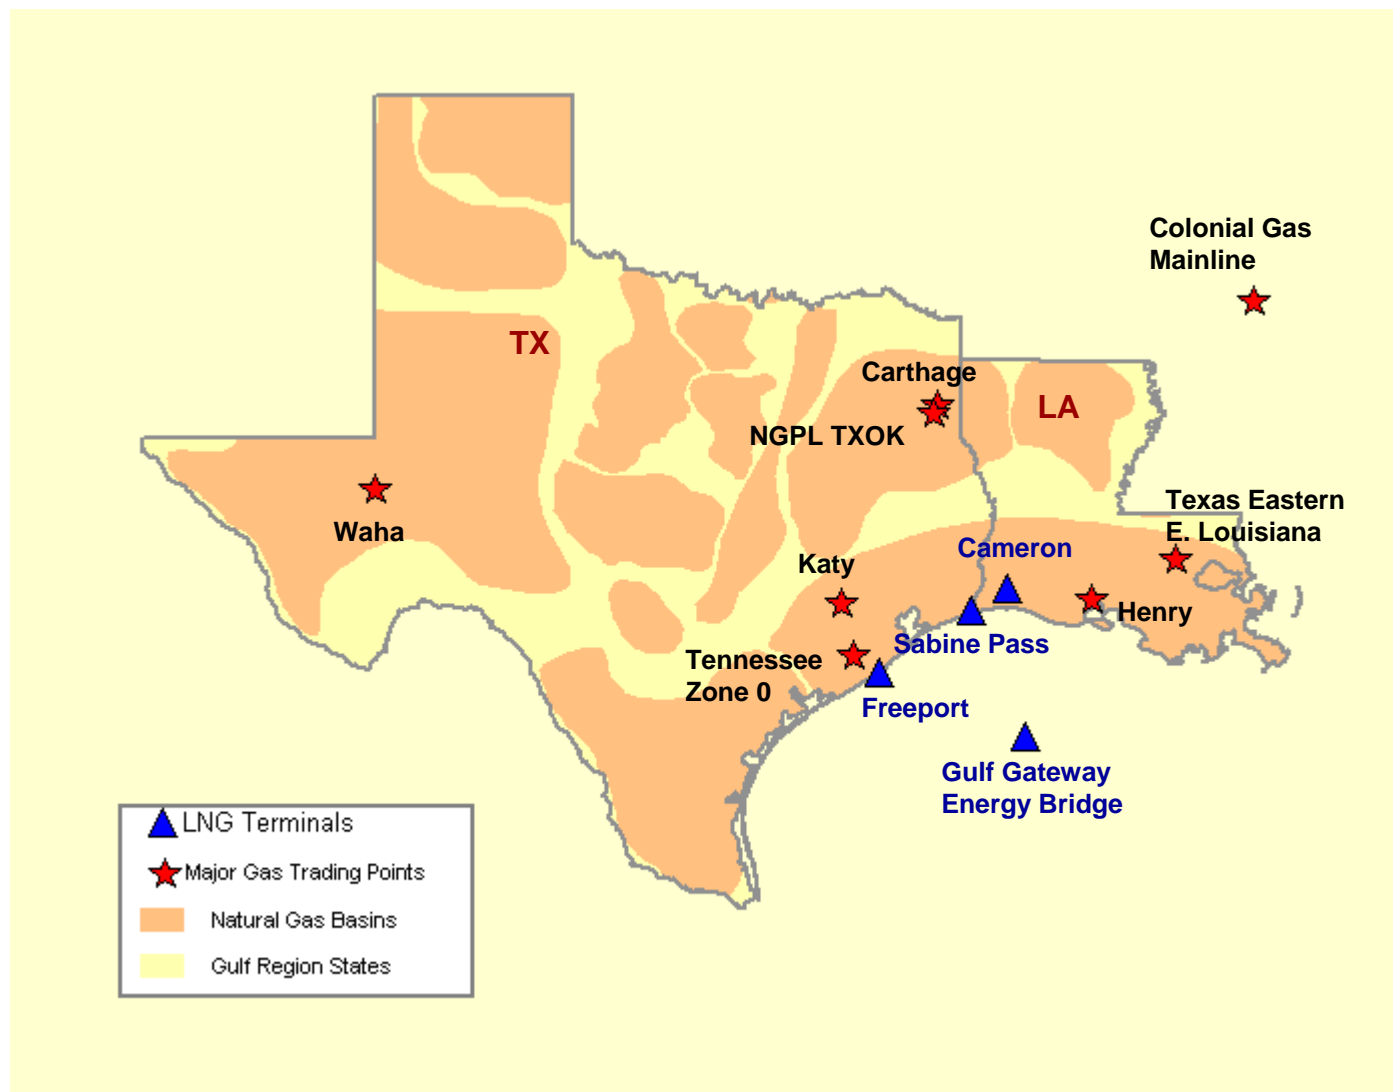 Colonial Gas
Mainline
TX
Carthage
LA
NGPL TXOK
Texas Eastern
E. Louisiana
Waha
Cameron
Katy
Henry
Sabine Pass
Tennessee
Zone 0
Freeport
Gulf Gateway
Energy Bridge
LNG Terminals
Major Gas Trading Points
Natural Gas Basins
Gulf Region States